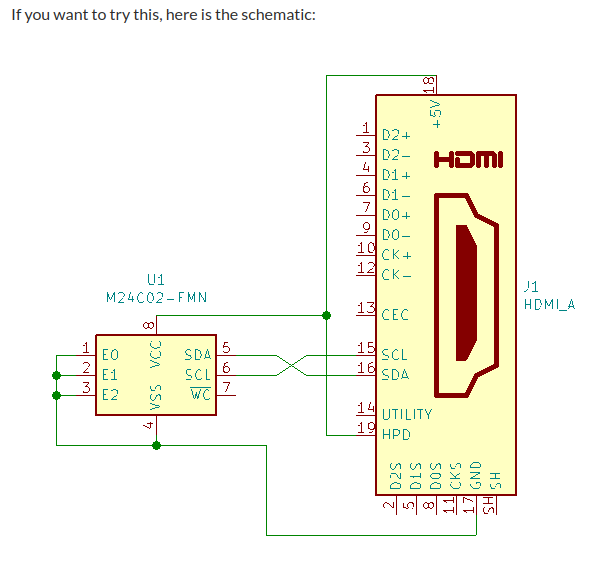 If you want to try this, here is the schematic:
18
+5V
1 D2+
3 D2-
4 D1+
6 D1-
7 D0+
9 D0-
10 CK+
12 CK-
HDMI
J1
HDMI_A
13 CEC
15 SCL
16 SDA
14 UTILITY
19 HPD
D2S D1S D0S CKS GND SH
2 5 8 11 17 SH
U1
M24C02-FMN
8
VCC
1 E0 SDA 5
2 E1 SCL 6
3 E2 WC 7
VSS
4